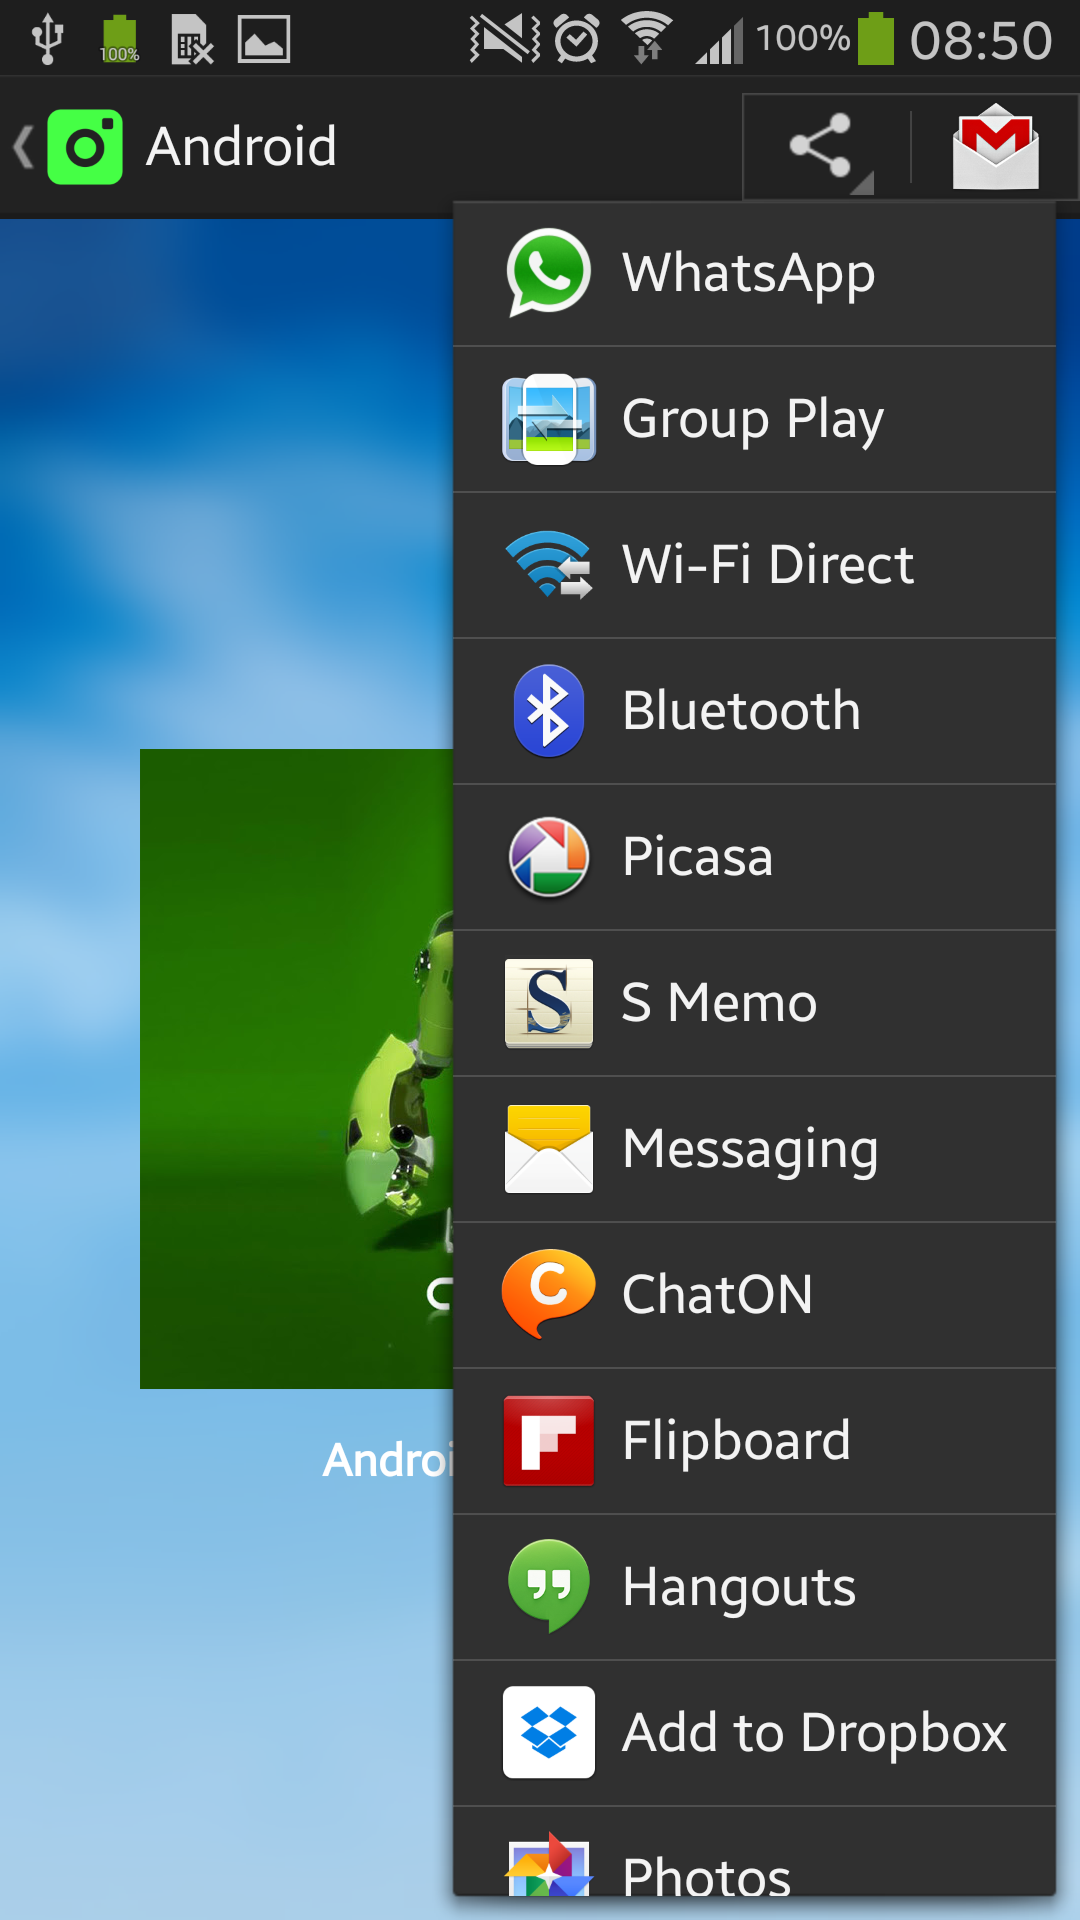 100%
100% 08:50
Android
WhatsApp
Group Play
Wi-Fi Direct
Bluetooth
Picasa
S Memo
Messaging
ChatON
Flipboard
Androi
Hangouts
Add to Dropbox
Photos